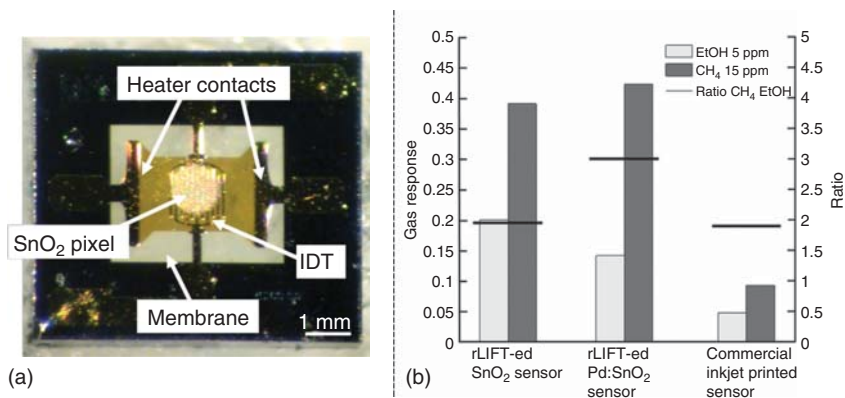 Heater contacts
SnO₂ pixel
IDT
Membrane
1 mm
(a)
Gas response
0.5
0.45
0.4
0.35
0.3
0.25
0.2
0.15
0.1
0.05
0
EtOH 5 ppm
CH₄ 15 ppm
Ratio CH₄ EtOH
5
4.5
4
3.5
3
2.5
2
1.5
1
0.5
0
Ratio
rLIFT-ed
SnO₂ sensor
rLIFT-ed
Pd:SnO₂
sensor
Commercial
inkjet printed
sensor
(b)